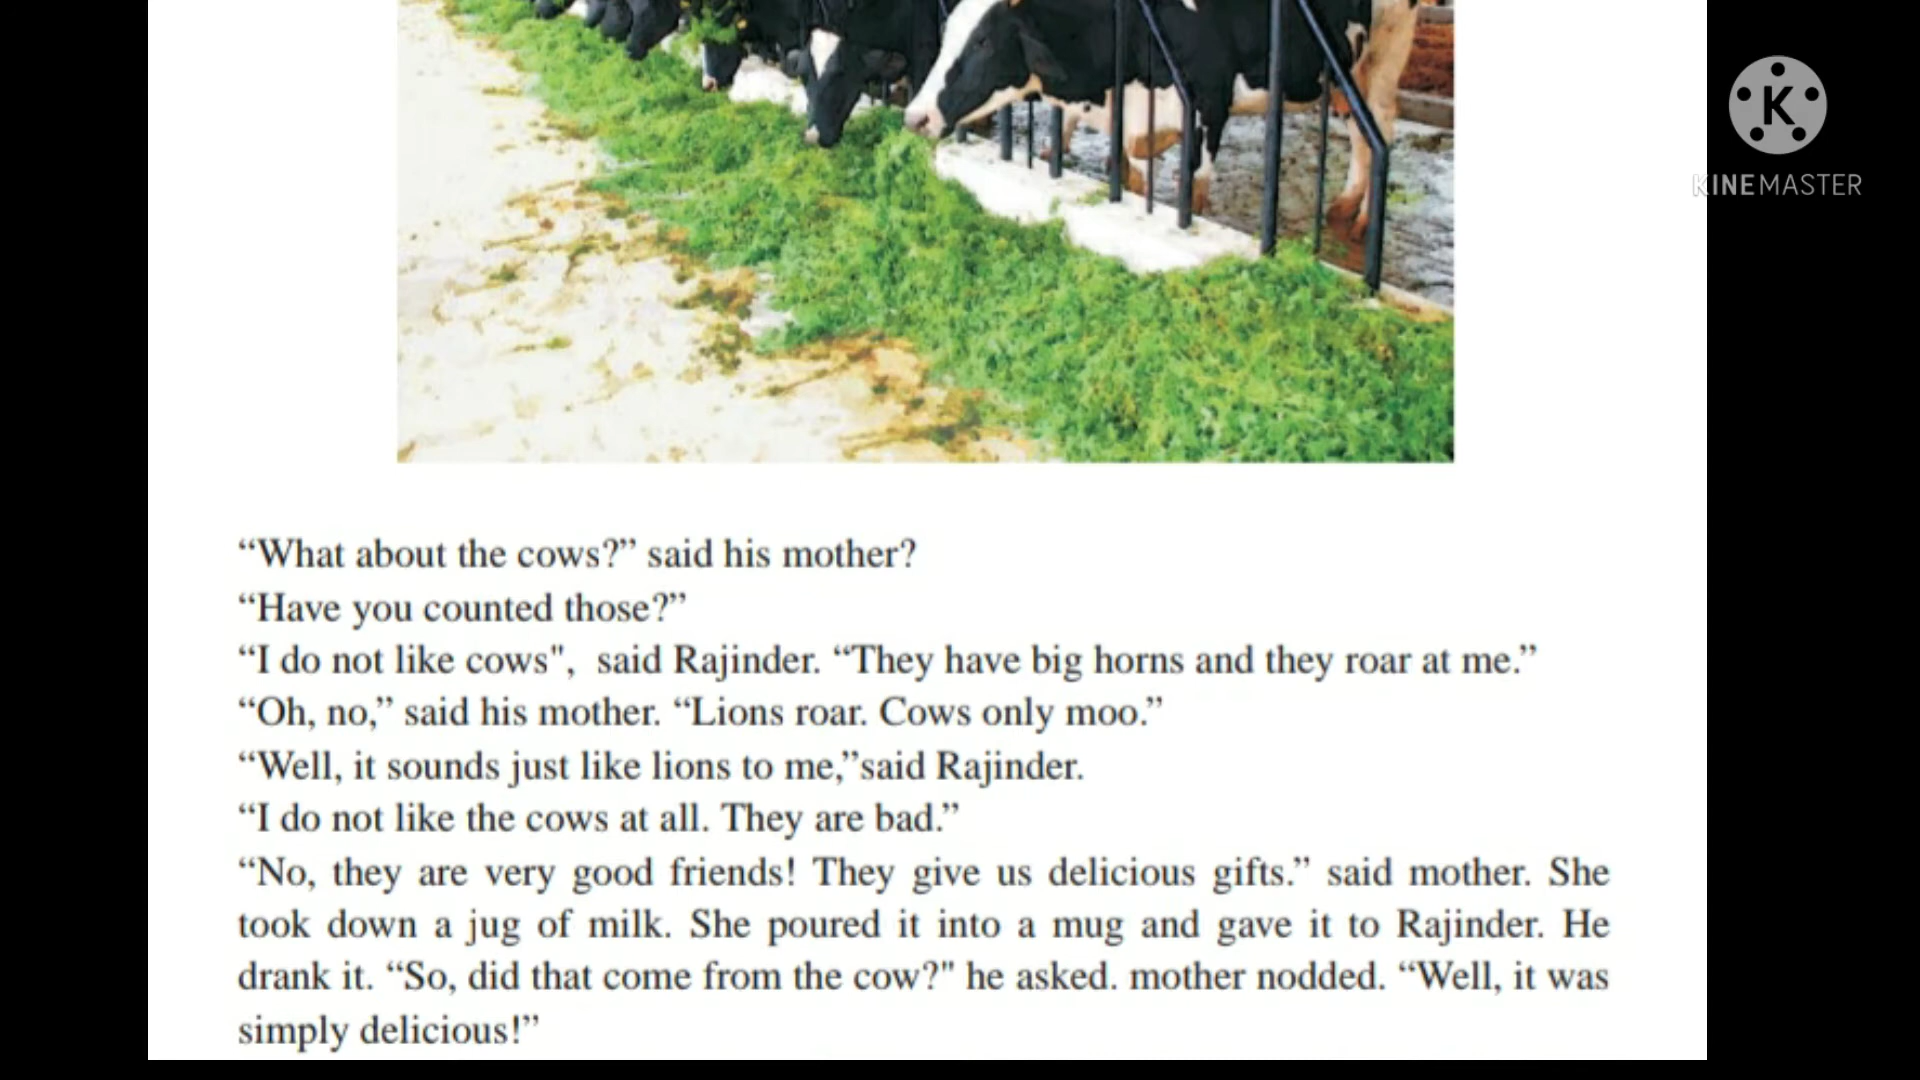 KINEMASTER
“What about the cows?” said his mother?
“Have you counted those?”
“I do not like cows",  said Rajinder. “They have big horns and they roar at me.”
“Oh, no,” said his mother. “Lions roar. Cows only moo.”
“Well, it sounds just like lions to me,”said Rajinder.
“I do not like the cows at all. They are bad.”
“No, they are very good friends! They give us delicious gifts.” said mother. She
took down a jug of milk. She poured it into a mug and gave it to Rajinder. He
drank it. “So, did that come from the cow?" he asked. mother nodded. “Well, it was
simply delicious!”